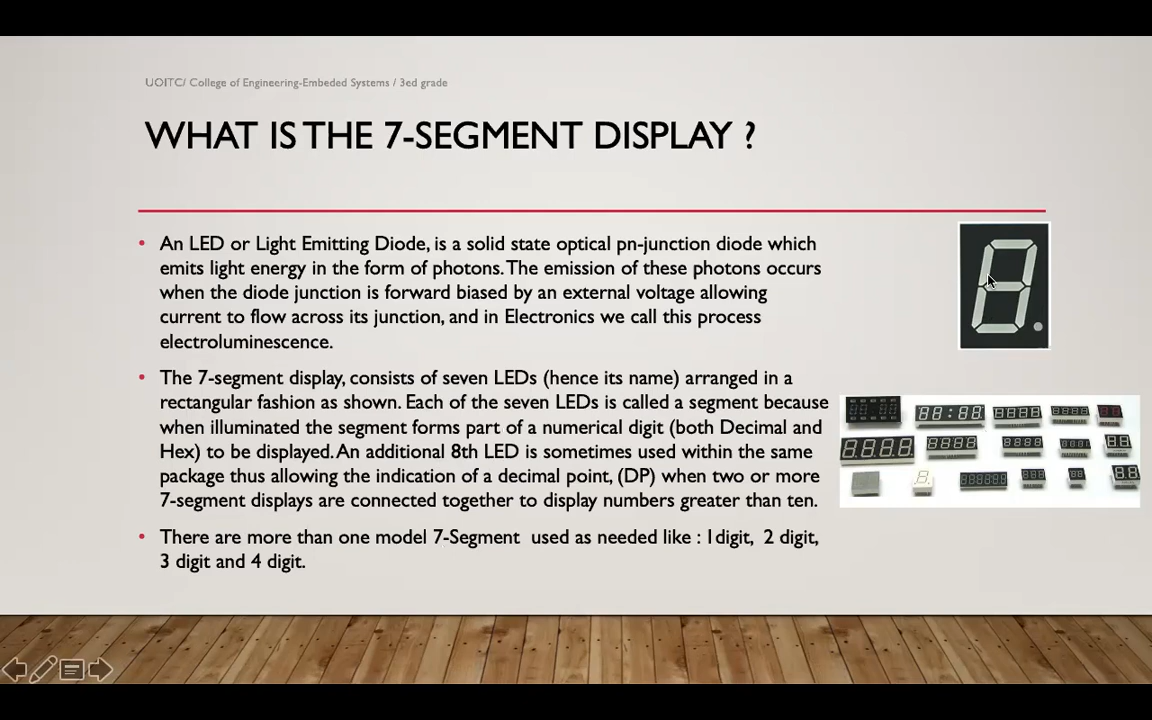 UOITC/ College of Engineering-Embeded Systems / 3ed grade
WHAT IS THE 7-SEGMENT DISPLAY ?
• An LED or Light Emitting Diode, is a solid state optical pn-junction diode which
emits light energy in the form of photons. The emission of these photons occurs
when the diode junction is forward biased by an external voltage allowing
current to flow across its junction, and in Electronics we call this process
electroluminescence.
• The 7-segment display, consists of seven LEDs (hence its name) arranged in a
rectangular fashion as shown. Each of the seven LEDs is called a segment because
when illuminated the segment forms part of a numerical digit (both Decimal and
Hex) to be displayed. An additional 8th LED is sometimes used within the same
package thus allowing the indication of a decimal point, (DP) when two or more
7-segment displays are connected together to display numbers greater than ten.
• There are more than one model 7-Segment used as needed like : 1digit, 2 digit,
3 digit and 4 digit.